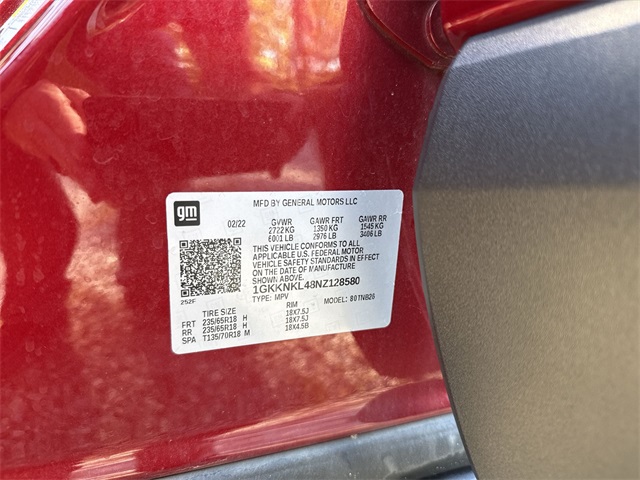 gm
MFD BY GENERAL MOTORS LLC
02/22 GVWR GAWR FRT GAWR RR
2722 KG 1350 KG 1545 KG
6001 LB 2976 LB 3406 LB
THIS VEHICLE CONFORMS TO ALL
APPLICABLE U.S. FEDERAL MOTOR
VEHICLE SAFETY STANDARDS IN EFFECT
ON THE DATE OF MANUFACTURE
SHOWN ABOVE.
1GKKNKL48NZ128580
252F TYPE: MPV MODEL: 80 TNB26
TIRE SIZE RIM
FRT 235/65R18 H 18X7.5J
RR 235/65R18 H 18X7.5J
SPA T135/70R18 M 18X4.5B